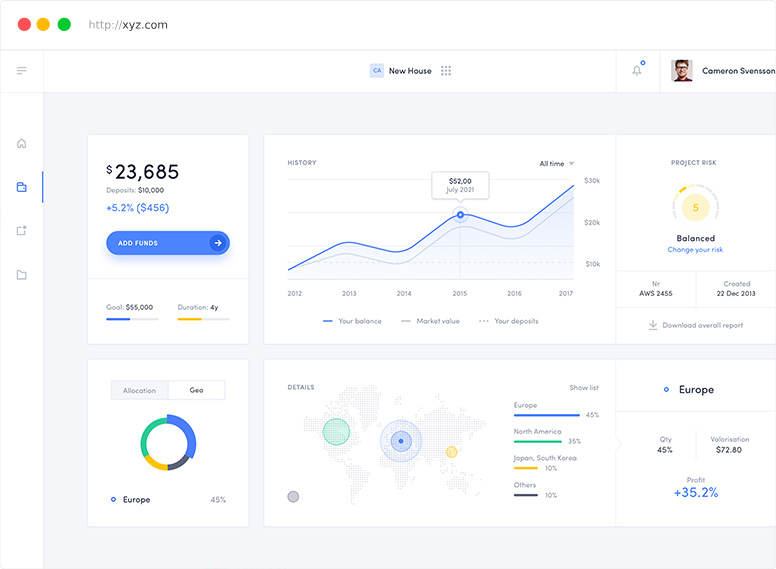 http://xyz.com
CA New House
Cameron Svensson
$23,685
Deposits: $10,000
+5.2% ($456)
ADD FUNDS
Goal: $55,000
Duration: 4y
HISTORY
All time
$52,00
July 2021
$30k
$20k
$10k
2012 2013 2014 2015 2016 2017
Your balance Market value Your deposits
PROJECT RISK
5
Balanced
Change your risk
Nr
AWS 2455
Created
22 Dec 2013
Download overall report
Allocation Geo
Europe 45%
DETAILS
Show list
Europe
45%
North America
35%
Japan, South Korea
10%
Others
10%
Europe
Qty
45%
Valorisation
$72.80
Profit
+35.2%